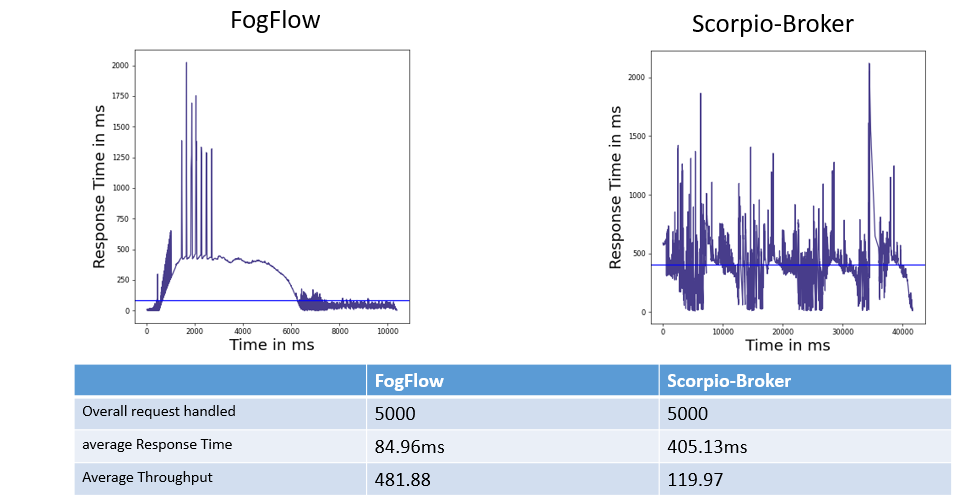 FogFlow
Scorpio-Broker
2000
1750
1500
1250
1000
750
500
250
0
Response Time in ms
0 2000 4000 6000 8000 10000
Time in ms
2000
1500
1000
500
0
Response Time in ms
0 10000 20000 30000 40000
Time in ms
FogFlow Scorpio-Broker
Overall request handled 5000 5000
average Response Time 84.96ms 405.13ms
Average Throughput 481.88 119.97